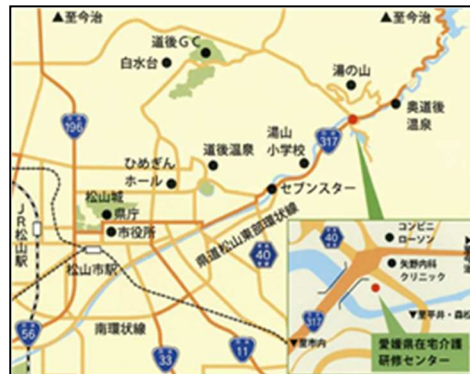 ▲至今治
▲至今治
道後GC
白水台
湯の山
奥道後
温泉
196
湯山
小学校
317
道後温泉
ひめぎん
ホール
セブンスター
松山城
県庁
市役所
JR松山駅
松山市駅
県道松山東部環状線
40
南環状線
56
33
11
40
コンビニ
ローソン
矢野内科
クリニック
▼至平井・森松
317
▼至市内
愛媛県在宅介護
研修センター